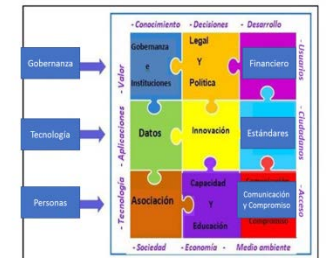 - Conocimiento - Decisiones - Desarrollo
Gobernanza
Tecnología
Personas
- Valor
- Aplicaciones
- Tecnología
Gobernanza
e
Instituciones
Legal
Y
Política
Financiero
Datos
Innovación
Estándares
Asociación
Capacidad
Y
Educación
Comunicación
y Compromiso
- Usuarios
- Ciudadanos
- Acceso
- Sociedad - Economía - Medio ambiente